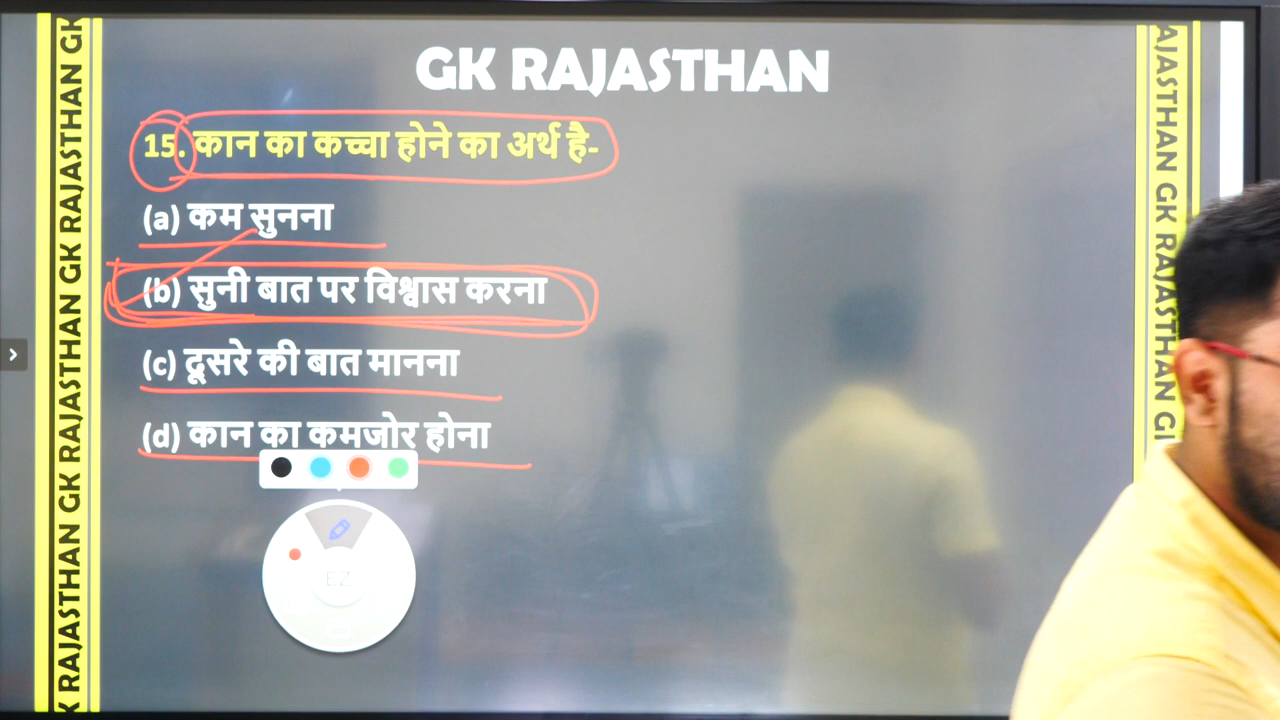 GK RAJASTHAN
15. कान का कच्चा होने का अर्थ है-
(a) कम सुनना
(b) सुनी बात पर विश्वास करना
(c) दूसरे की बात मानना
(d) कान का कमजोर होना
EZ
RAJASTHAN GK RAJASTHAN GK RAJASTHAN
RAJASTHAN GK RAJASTHAN